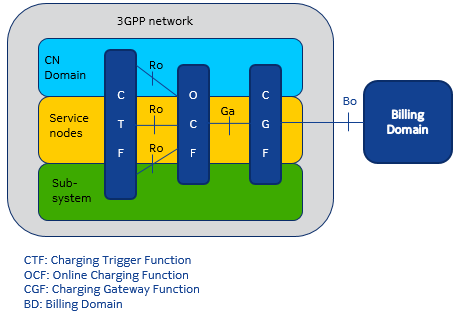 3GPP network
CN
Domain
Ro
Service
nodes
Ro
Ro
Sub-
system
C
T
F
O
C
F
Ga
C
G
F
Bo
Billing
Domain
CTF: Charging Trigger Function
OCF: Online Charging Function
CGF: Charging Gateway Function
BD: Billing Domain